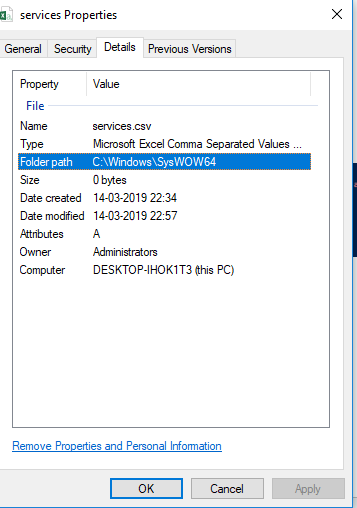 services Properties
General Security Details Previous Versions
Property Value
File
Name services.csv
Type Microsoft Excel Comma Separated Values ...
Folder path C:\Windows\SysWOW64
Size 0 bytes
Date created 14-03-2019 22:34
Date modified 14-03-2019 22:57
Attributes A
Owner Administrators
Computer DESKTOP-IHOK1T3 (this PC)
Remove Properties and Personal Information
OK Cancel Apply